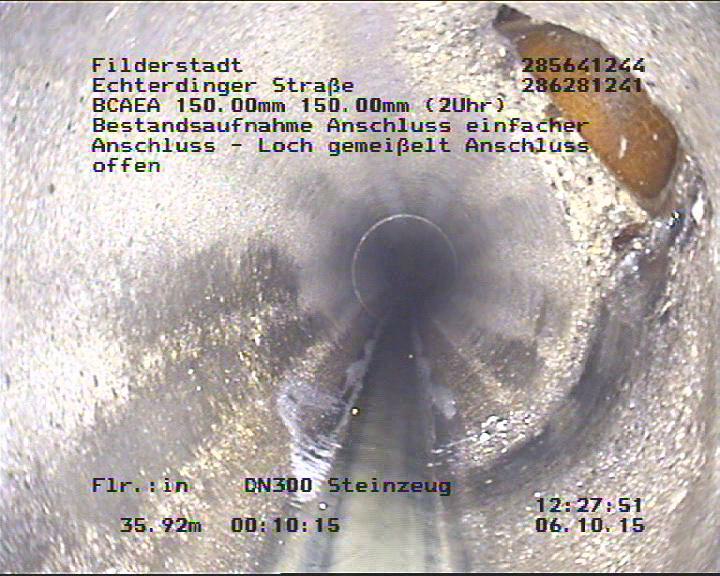 Filderstadt 285641244
Echterdinger Straße 286281241
BCAEA 150.00mm 150.00mm (2Uhr)
Bestandsaufnahme Anschluss einfacher
Anschluss - Loch gemeißelt Anschluss
offen
Flr.:in DN300 Steinzeug
12:27:51
35.92m 00:10:15 06.10.15